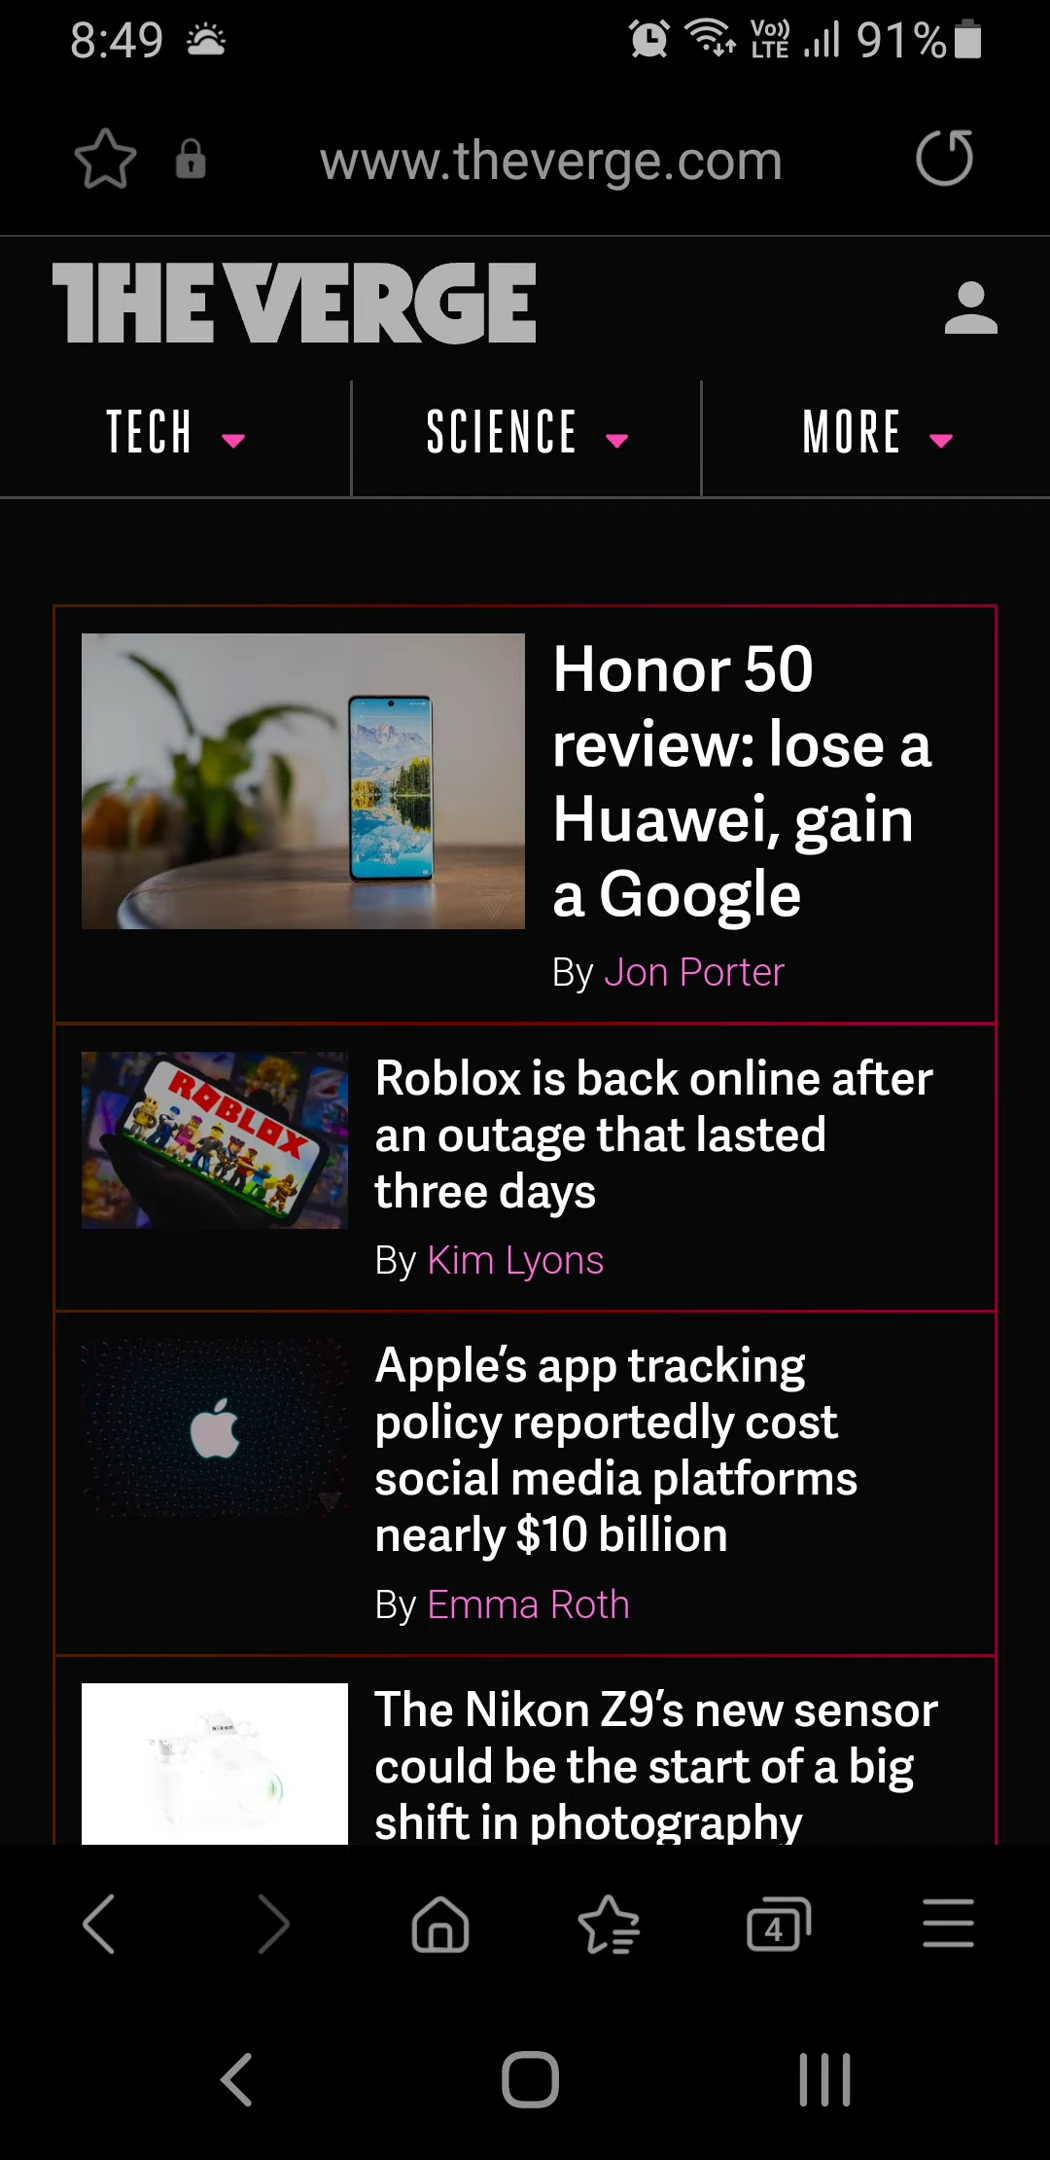 8:49 Vo)) LTE 91%
www.theverge.com
THE VERGE
TECH SCIENCE MORE
Honor 50
review: lose a
Huawei, gain
a Google
By Jon Porter
ROBLOX
Roblox is back online after
an outage that lasted
three days
By Kim Lyons
Apple’s app tracking
policy reportedly cost
social media platforms
nearly $10 billion
By Emma Roth
Nikon
The Nikon Z9’s new sensor
could be the start of a big
shift in photography
4